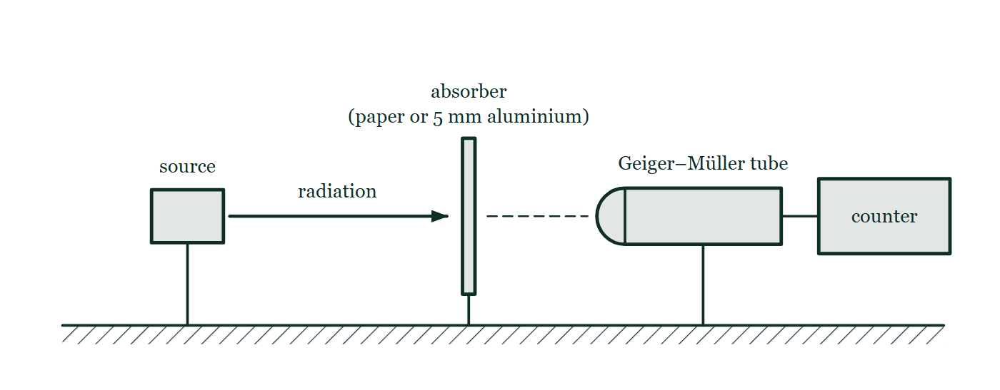 absorber
(paper or 5 mm aluminium)
source
radiation
Geiger–Müller tube
counter